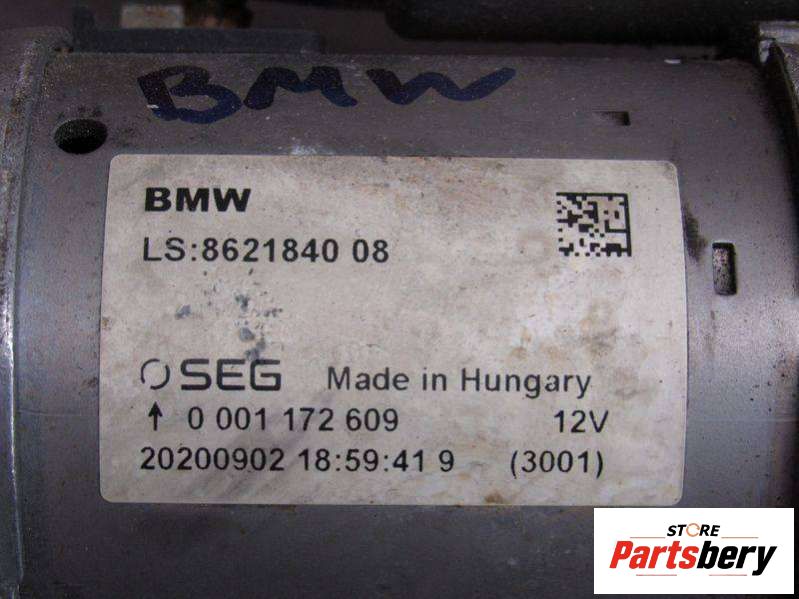 BMW
BMW
LS:8621840 08
SEG Made in Hungary
↑ 0 001 172 609 12V
20200902 18:59:41 9 (3001)
STORE
Partsbery